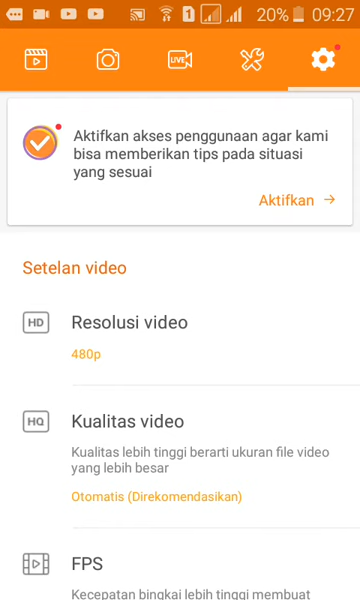 20% 09:27
1
LIVE
Aktifkan akses penggunaan agar kami
bisa memberikan tips pada situasi
yang sesuai
Aktifkan
Setelan video
HD
Resolusi video
480p
HQ
Kualitas video
Kualitas lebih tinggi berarti ukuran file video
yang lebih besar
Otomatis (Direkomendasikan)
FPS
Kecepatan bingkai lebih tinggi membuat